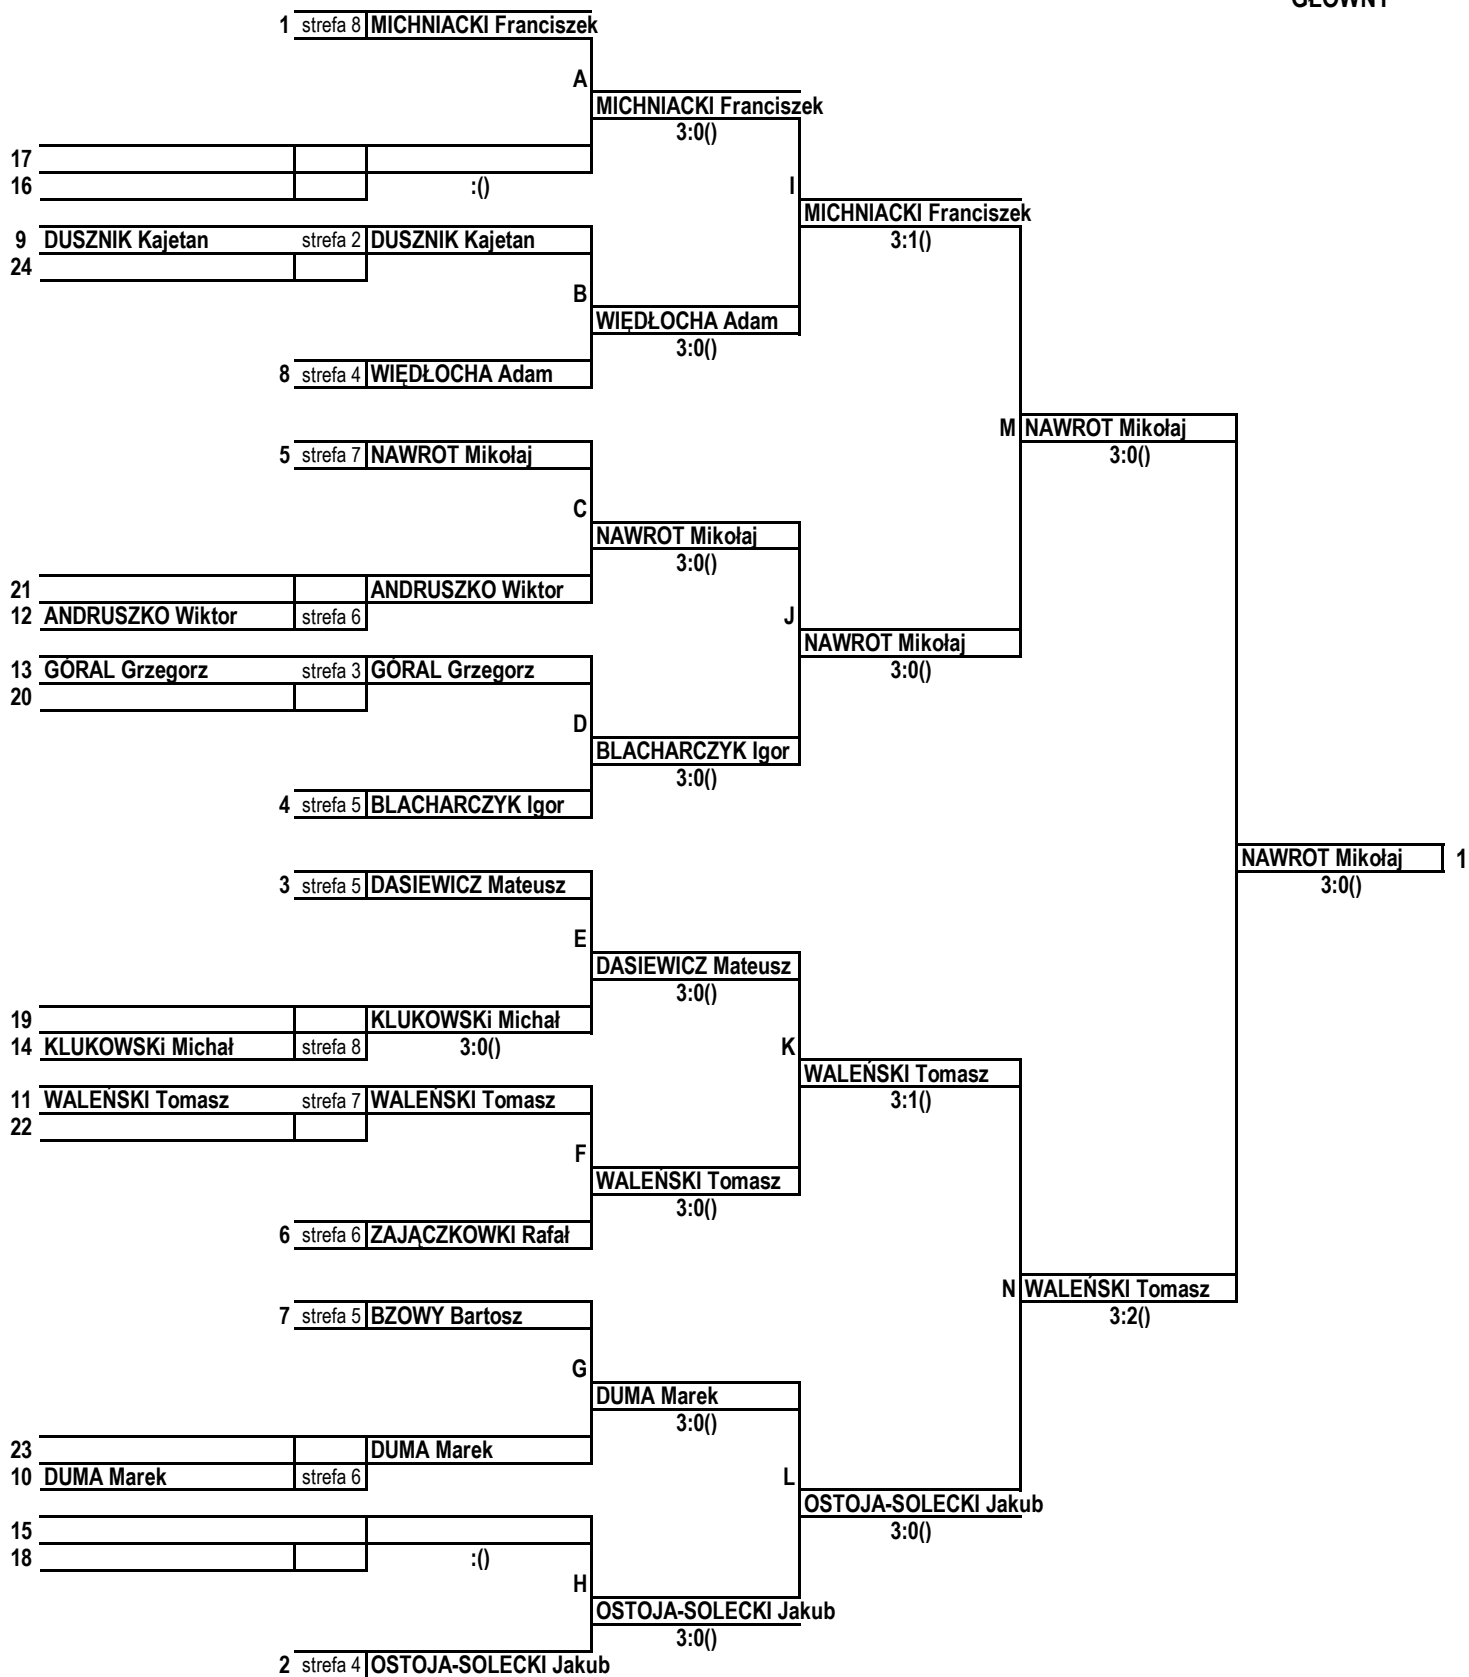 GŁÓWNY
1 strefa 8 MICHNIACKI Franciszek
A
MICHNIACKI Franciszek
3:0()
17
16 :() I
MICHNIACKI Franciszek
9 DUSZNIK Kajetan strefa 2 DUSZNIK Kajetan 3:1()
24
B
WIĘDŁOCHA Adam
3:0()
8 strefa 4 WIĘDŁOCHA Adam
M NAWROT Mikołaj
5 strefa 7 NAWROT Mikołaj 3:0()
C
NAWROT Mikołaj
3:0()
21 ANDRUSZKO Wiktor
12 ANDRUSZKO Wiktor strefa 6 J
NAWROT Mikołaj
13 GÓRAL Grzegorz strefa 3 GÓRAL Grzegorz 3:0()
20
D
BLACHARCZYK Igor
3:0()
4 strefa 5 BLACHARCZYK Igor
NAWROT Mikołaj 1
3 strefa 5 DASIEWICZ Mateusz 3:0()
E
DASIEWICZ Mateusz
3:0()
19 KLUKOWSKi Michał
14 KLUKOWSKi Michał strefa 8 3:0() K
WALEŃSKI Tomasz
11 WALEŃSKI Tomasz strefa 7 WALEŃSKI Tomasz 3:1()
22
F
WALEŃSKI Tomasz
3:0()
6 strefa 6 ZAJĄCZKOWKI Rafał
N WALEŃSKI Tomasz
7 strefa 5 BZOWY Bartosz 3:2()
G
DUMA Marek
3:0()
23 DUMA Marek
10 DUMA Marek strefa 6 L
OSTOJA-SOLECKI Jakub
15 3:0()
18 :()
H
OSTOJA-SOLECKI Jakub
3:0()
2 strefa 4 OSTOJA-SOLECKI Jakub